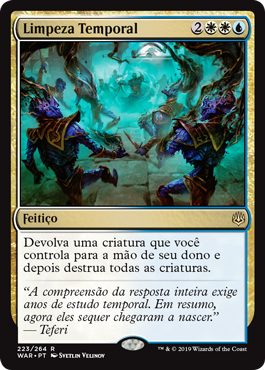 Limpeza Temporal 2
Feitiço
Devolva uma criatura que você
controla para a mão de seu dono e
depois destrua todas as criaturas.
“A compreensão da resposta inteira exige
anos de estudo temporal. Em resumo,
agora eles sequer chegaram a nascer.”
— Teferi
223/264 R
WAR • PT Svetlin Velinov
™ & © 2019 Wizards of the Coast